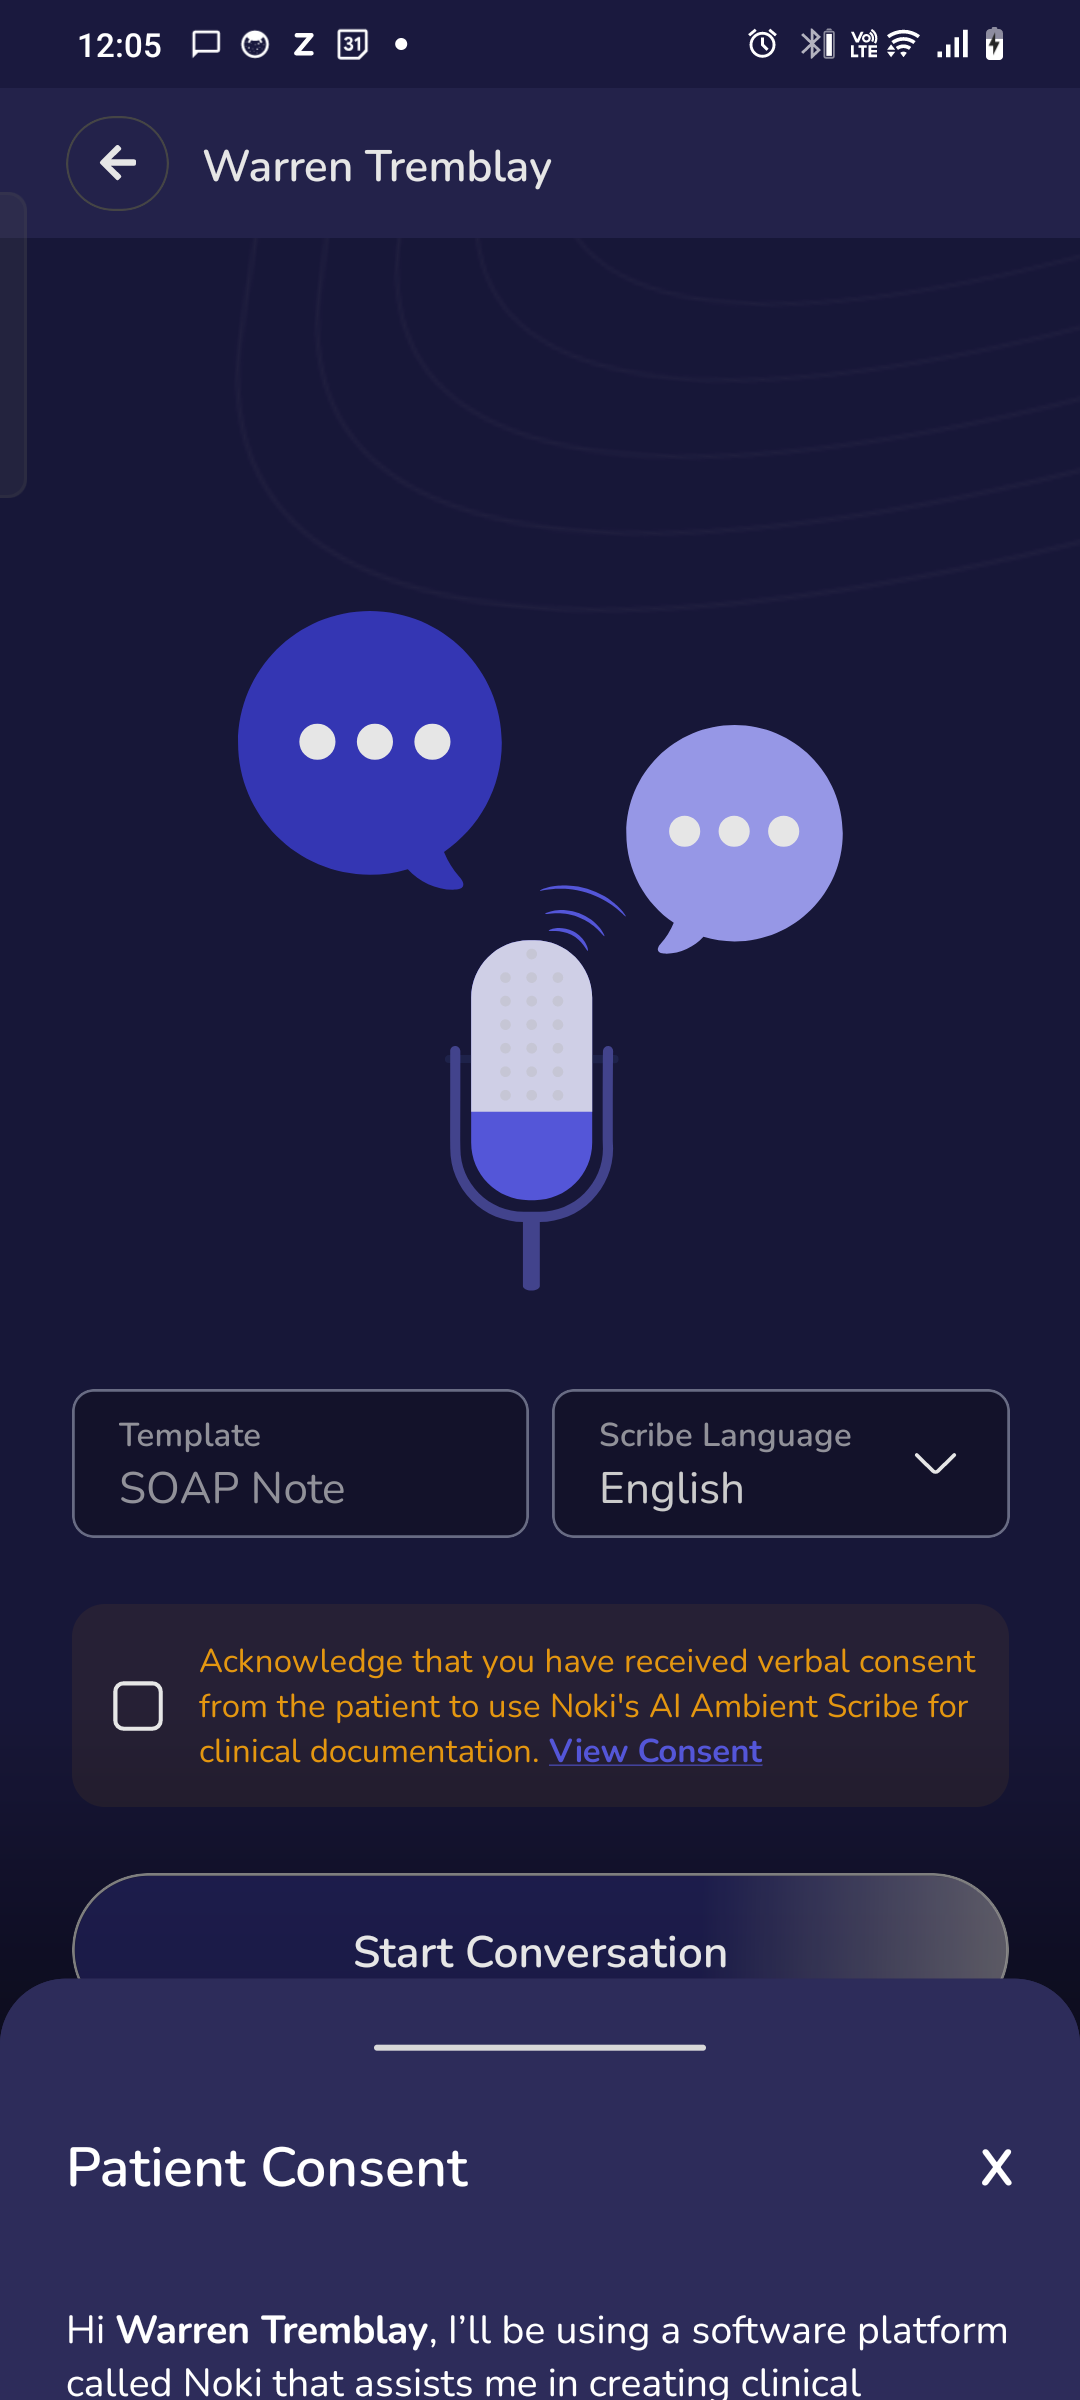 12:05
Z
31
Vo)) LTE
Warren Tremblay
Template
SOAP Note
Scribe Language
English
Acknowledge that you have received verbal consent
from the patient to use Noki's AI Ambient Scribe for
clinical documentation. View Consent
Start Conversation
Patient Consent
X
Hi Warren Tremblay, I’ll be using a software platform
called Noki that assists me in creating clinical